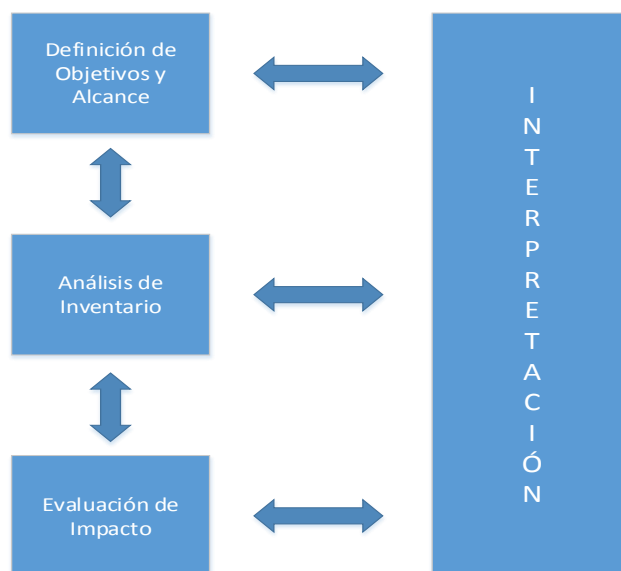 Definición de
Objetivos y
Alcance
Análisis de
Inventario
Evaluación de
Impacto
I
N
T
E
R
P
R
E
T
A
C
I
Ó
N